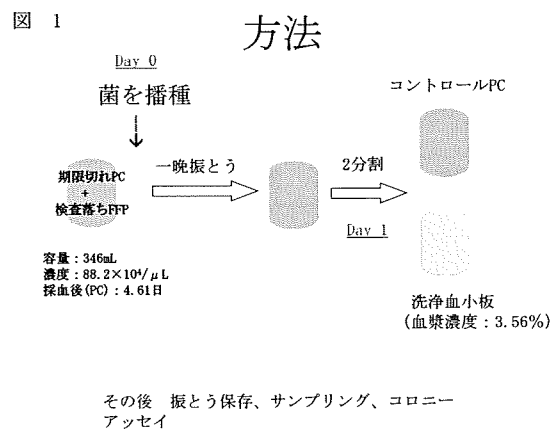 図 1
方法
Day 0
菌を播種
期限切れPC
+
検査落ちFFP
容量：346mL
濃度：88.2×10⁴/μL
採血後(PC)：4.61日
一晩振とう
2分割
Day 1
コントロールPC
洗浄血小板
(血漿濃度：3.56%)
その後 振とう保存、サンプリング、コロニー
アッセイ